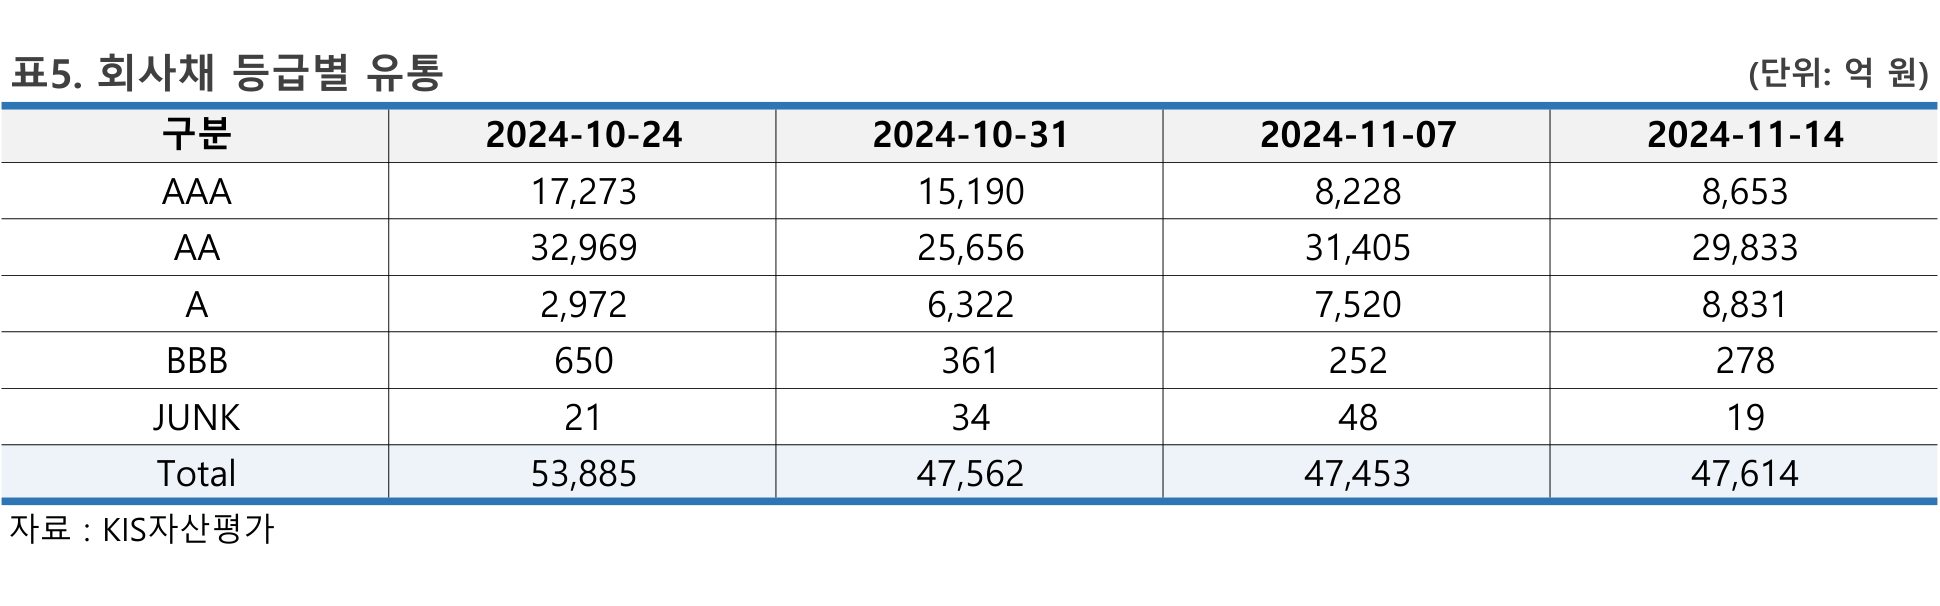 표5. 회사채 등급별 유통 (단위: 억 원)
구분 2024-10-24 2024-10-31 2024-11-07 2024-11-14
AAA 17,273 15,190 8,228 8,653
AA 32,969 25,656 31,405 29,833
A 2,972 6,322 7,520 8,831
BBB 650 361 252 278
JUNK 21 34 48 19
Total 53,885 47,562 47,453 47,614
자료 : KIS자산평가